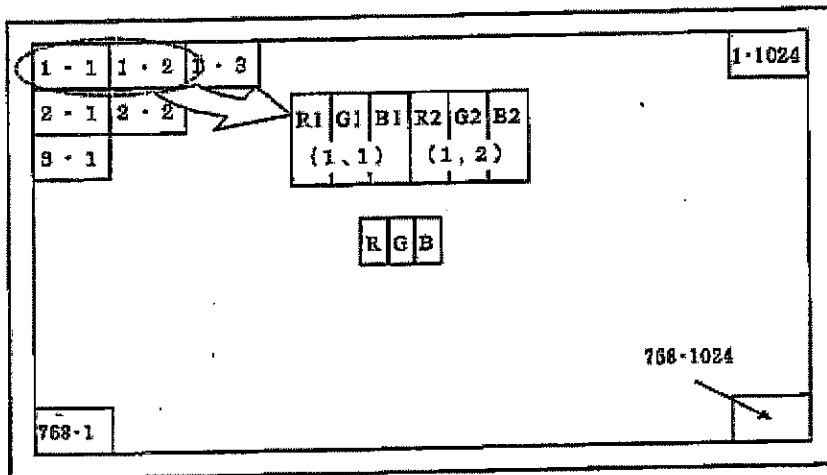 1 - 1 1 · 2 1 · 3 1·1024
2 - 1 2 - 2
3 · 1
R1 G1 B1 R2 G2 B2
(1、1) (1, 2)
R G B
768·1024
768·1